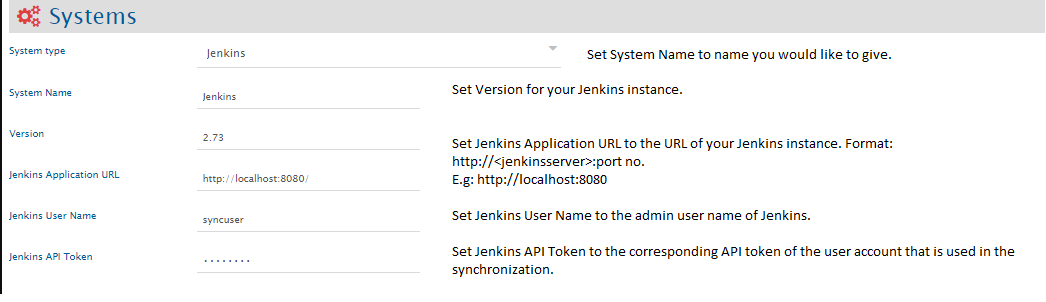 Systems
System type
Jenkins
Set System Name to name you would like to give.
System Name
Jenkins
Set Version for your Jenkins instance.
Version
2.73
Set Jenkins Application URL to the URL of your Jenkins instance. Format:
http://<jenkinsserver>:port no.
E.g: http://localhost:8080
Jenkins Application URL
http://localhost:8080/
Jenkins User Name
syncuser
Set Jenkins User Name to the admin user name of Jenkins.
Jenkins API Token
........
Set Jenkins API Token to the corresponding API token of the user account that is used in the
synchronization.